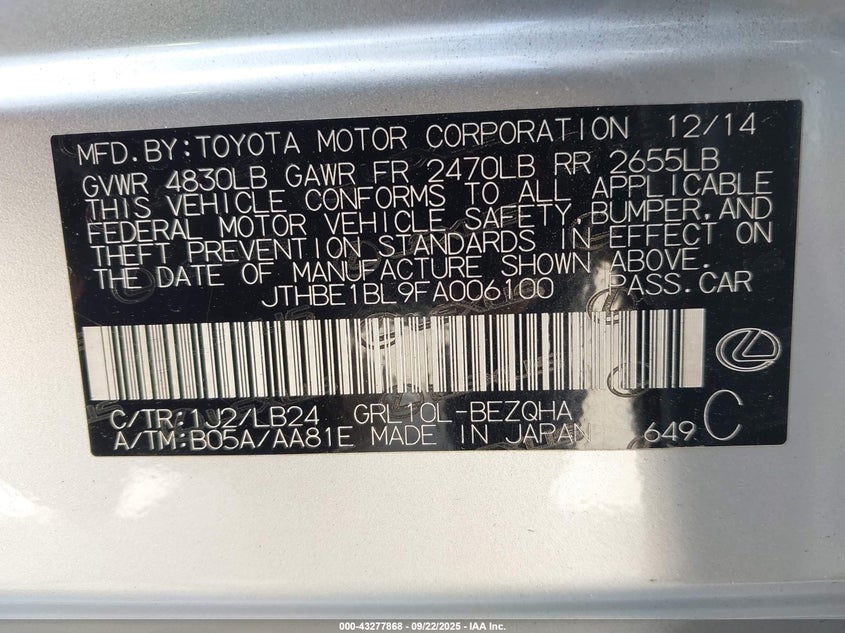 MFD.BY:TOYOTA MOTOR CORPORATION 12/14
GVWR 4830LB GAWR FR 2470LB RR 2655LB
THIS VEHICLE CONFORMS TO ALL APPLICABLE
FEDERAL MOTOR VEHICLE SAFETY,BUMPER,AND
THEFT PREVENTION STANDARDS IN EFFECT ON
THE DATE OF MANUFACTURE SHOWN ABOVE.
JTHBE1BL9FA006100 PASS.CAR
C/TR:1J2/LB24 GRL10L-BEZQHA
A/TM:B05A/AA81E MADE IN JAPAN 649 C
000-43277868 - 09/22/2025 - IAA Inc.